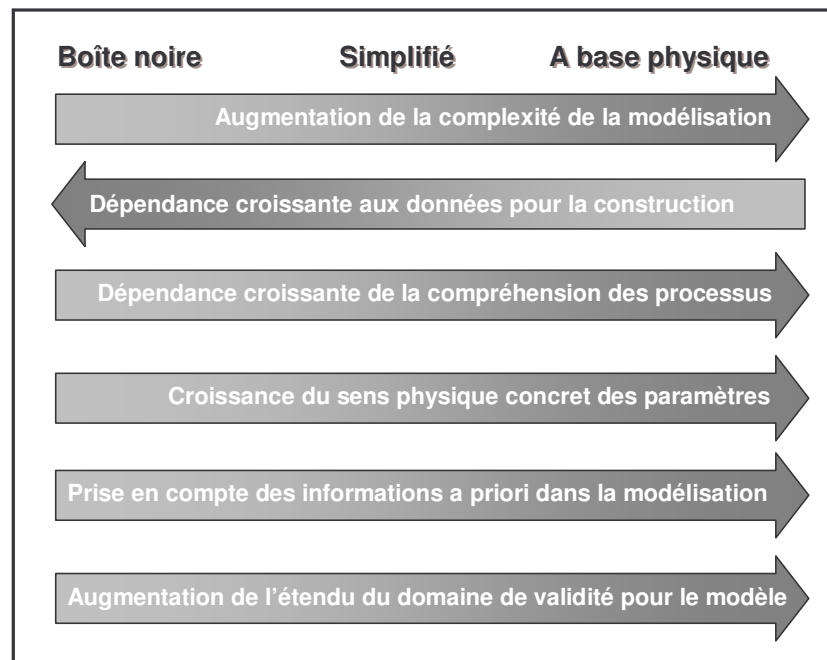 Boîte noire Simplifié A base physique
Augmentation de la complexité de la modélisation
Dépendance croissante aux données pour la construction
Dépendance croissante de la compréhension des processus
Croissance du sens physique concret des paramètres
Prise en compte des informations a priori dans la modélisation
Augmentation de l'étendu du domaine de validité pour le modèle